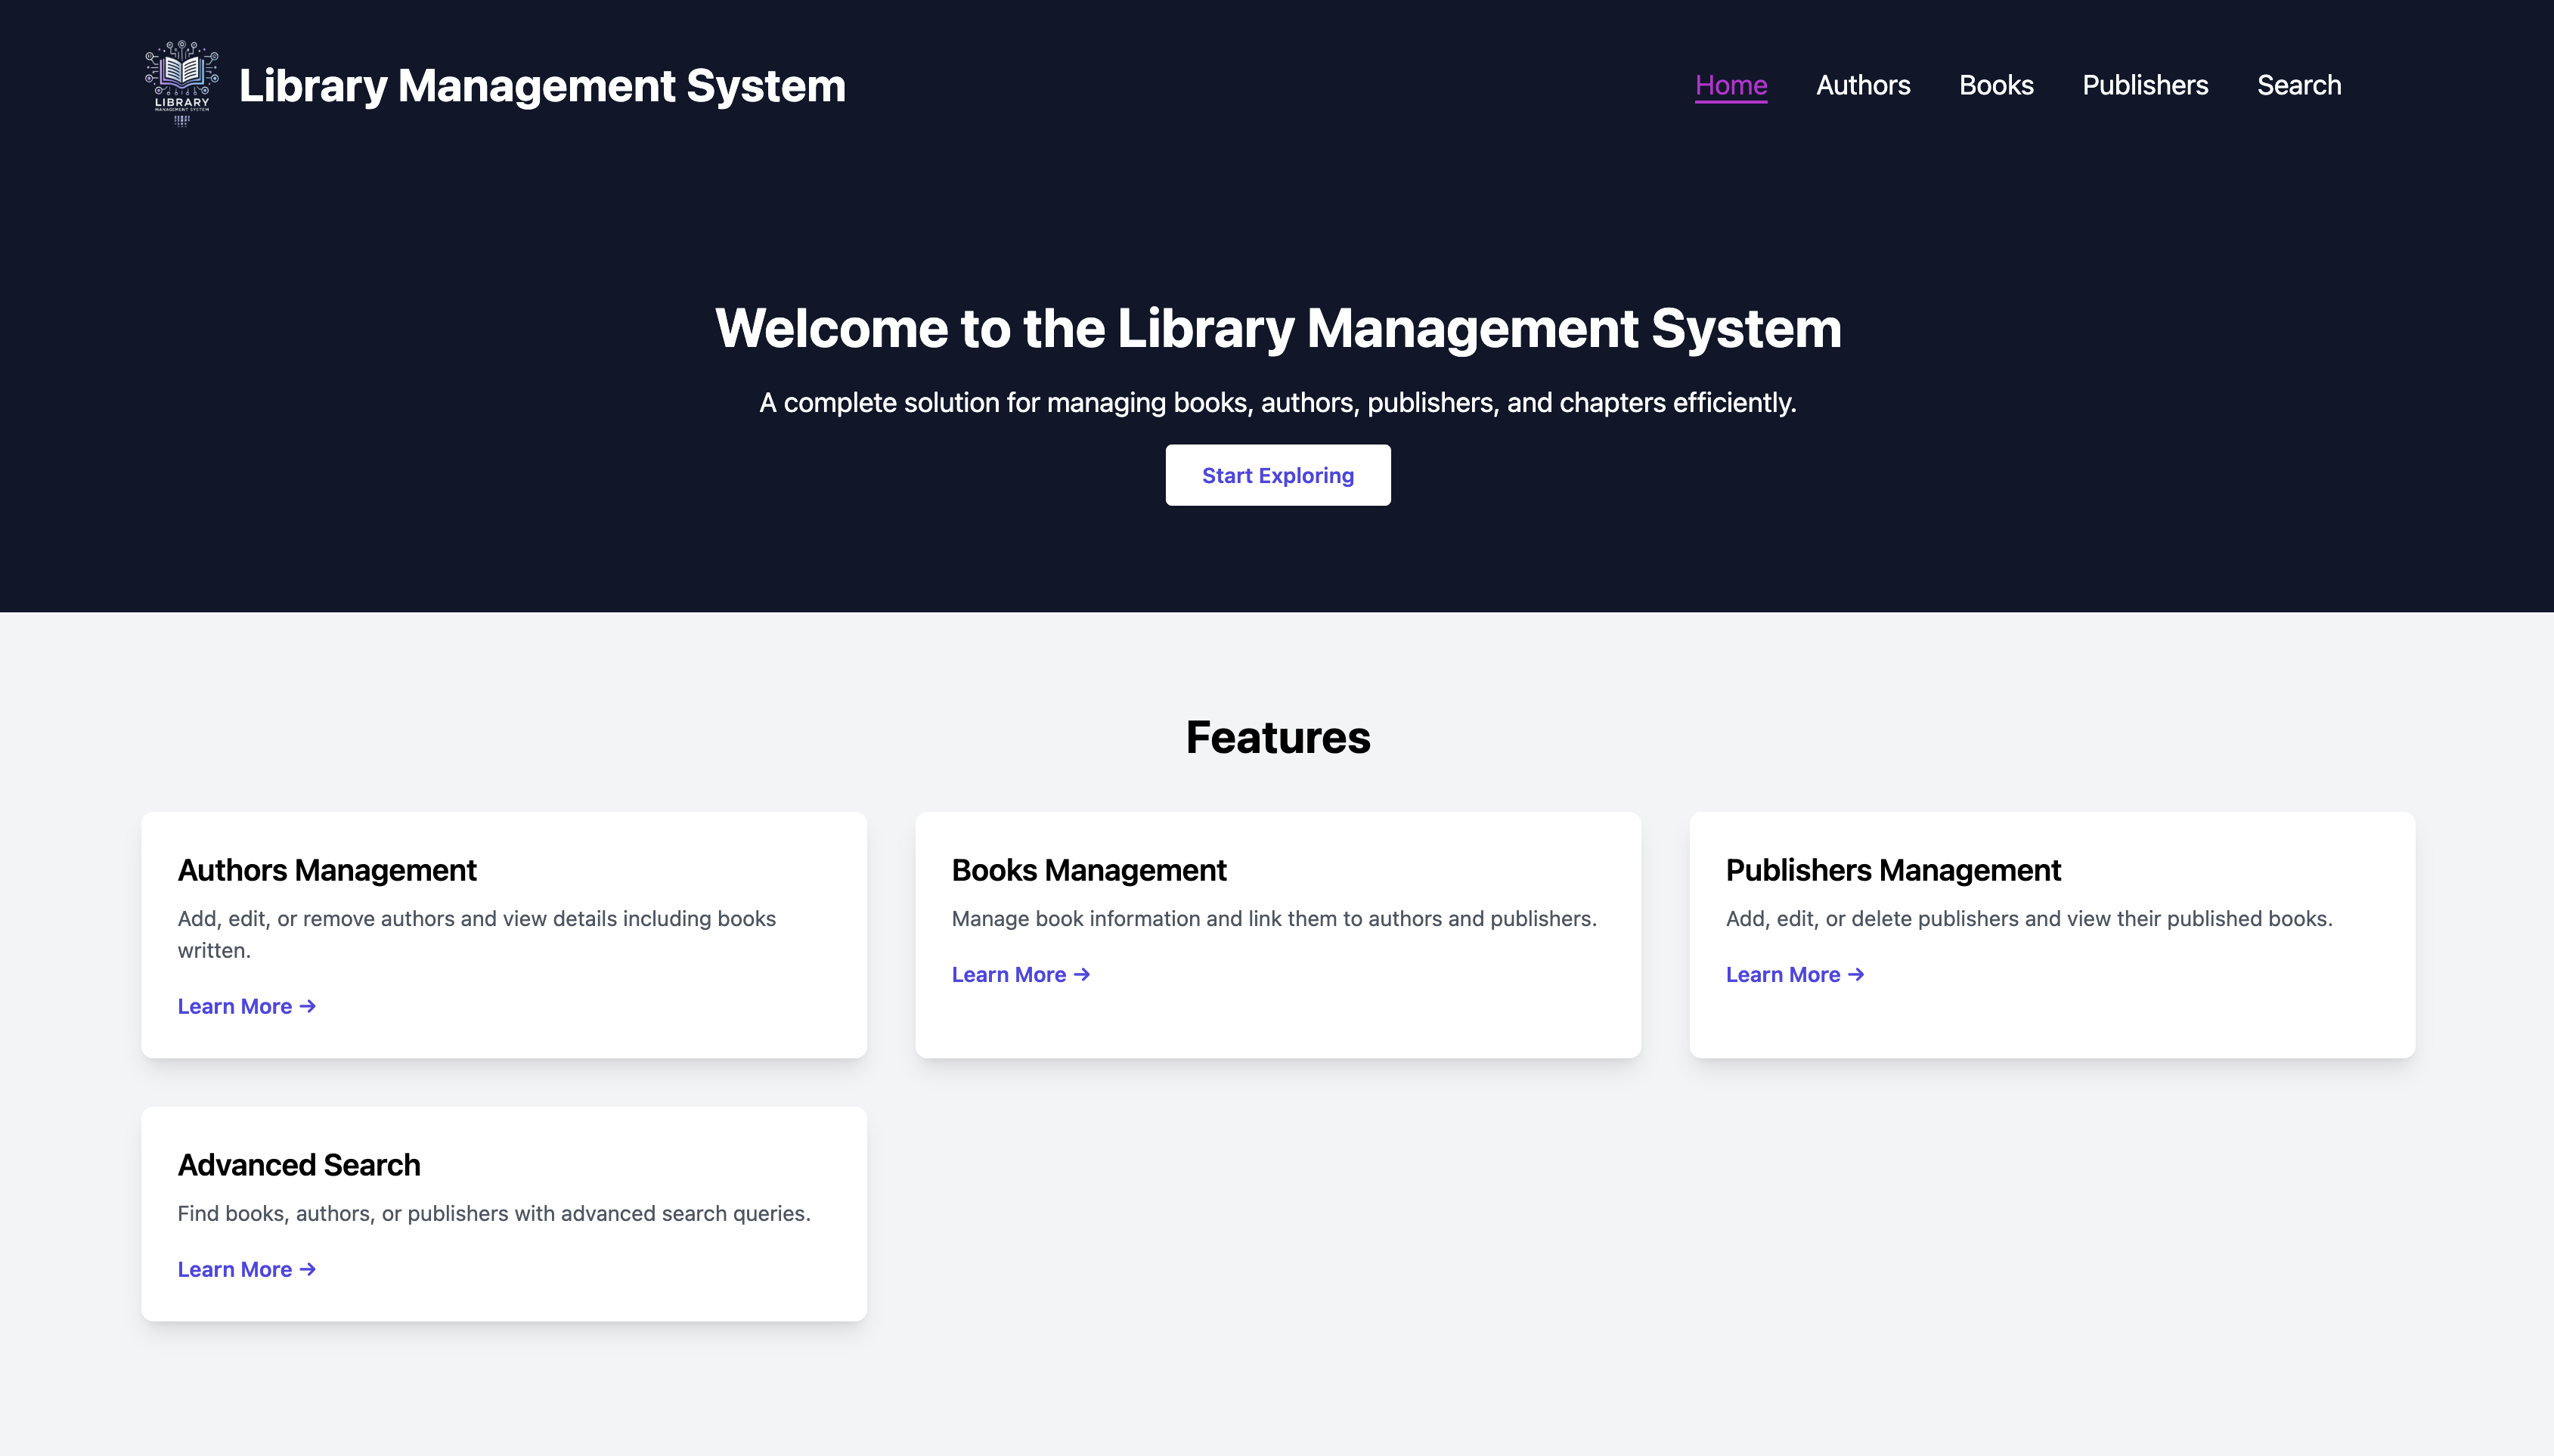 LIBRARY
MANAGEMENT SYSTEM
Library Management System
Home
Authors
Books
Publishers
Search
Welcome to the Library Management System
A complete solution for managing books, authors, publishers, and chapters efficiently.
Start Exploring
Features
Authors Management
Add, edit, or remove authors and view details including books
written.
Learn More →
Books Management
Manage book information and link them to authors and publishers.
Learn More →
Publishers Management
Add, edit, or delete publishers and view their published books.
Learn More →
Advanced Search
Find books, authors, or publishers with advanced search queries.
Learn More →